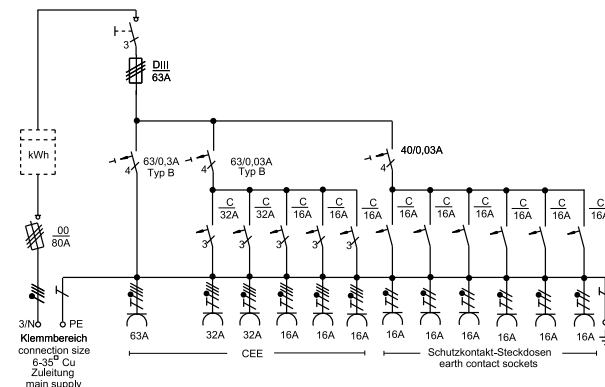 3
DIII
63A
kWh
4
63/0,3A
Typ B
4
63/0,03A
Typ B
4
40/0,03A
00
80A
C
32A
C
32A
C
16A
C
16A
C
16A
C
16A
C
16A
C
16A
C
16A
C
16A
C
16A
3
3
3
3
3
3/N
PE
63A
32A
32A
16A
16A
16A
16A
16A
16A
16A
16A
16A
Klemmbereich
connection size
6-35□ Cu
Zuleitung
main supply
CEE
Schutzkontakt-Steckdosen
earth contact sockets